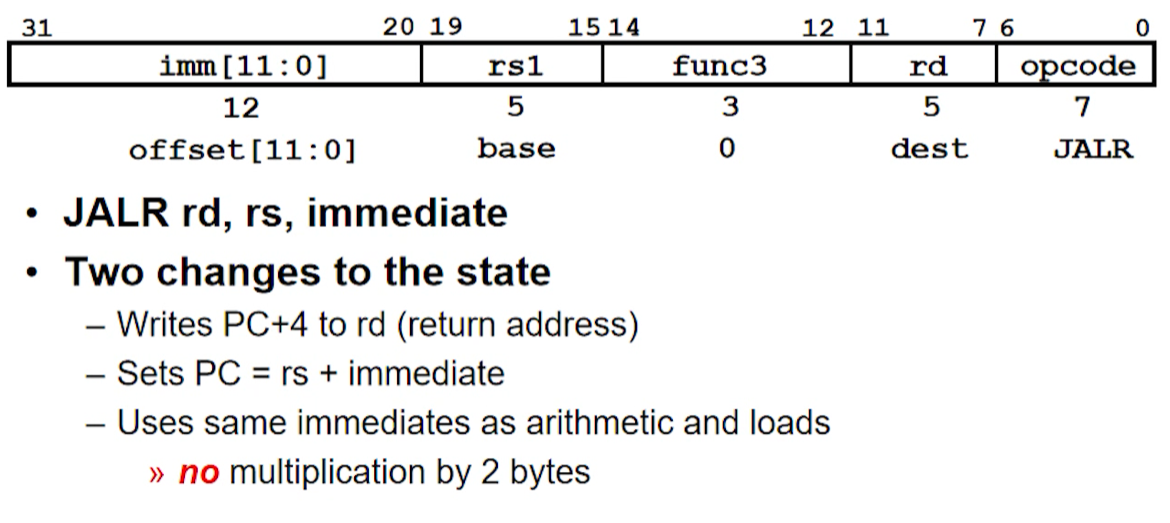 31 20 19 15 14 12 11 7 6 0
imm[11:0] rs1 func3 rd opcode
12 5 3 5 7
offset[11:0] base 0 dest JALR
• JALR rd, rs, immediate
• Two changes to the state
– Writes PC+4 to rd (return address)
– Sets PC = rs + immediate
– Uses same immediates as arithmetic and loads
» no multiplication by 2 bytes